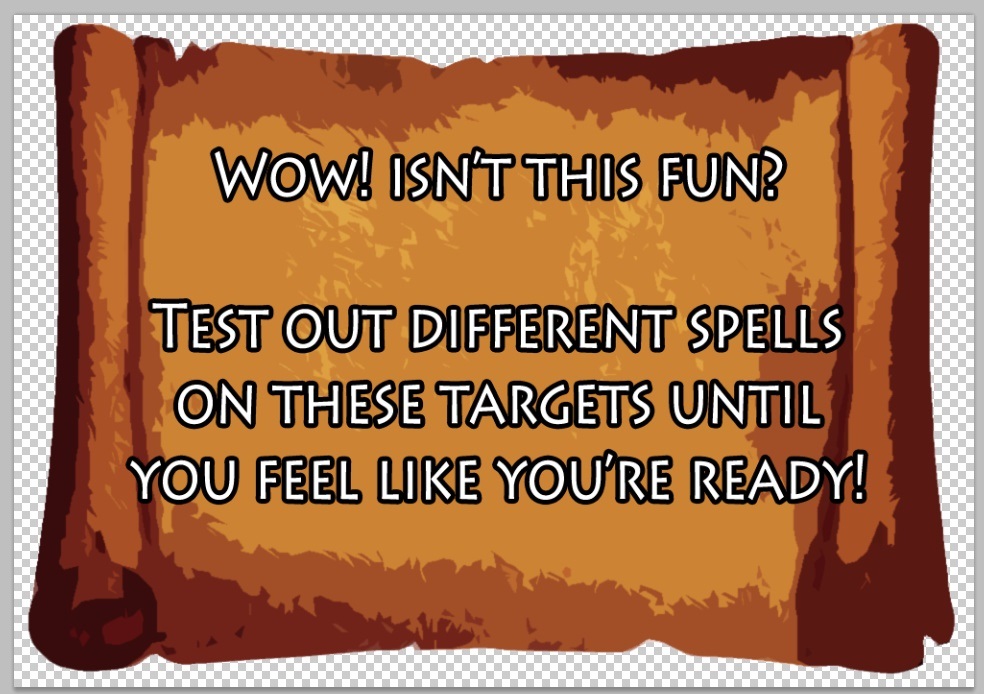 Wow! isn't this fun?
Test out different spells
on these targets until
you feel like you're ready!